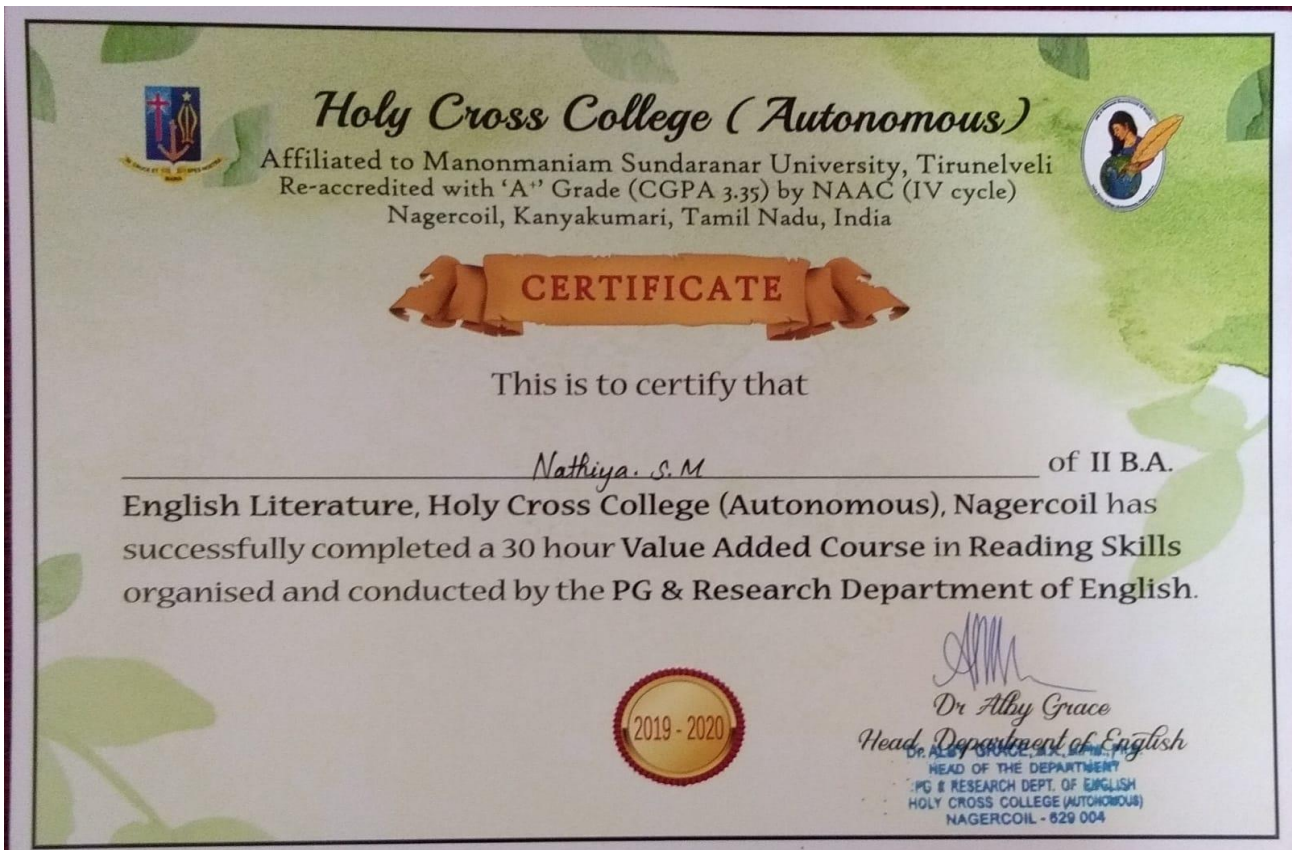 Holy Cross College (Autonomous)
Affiliated to Manonmaniam Sundaranar University, Tirunelveli
Re-accredited with ‘A⁺’ Grade (CGPA 3.35) by NAAC (IV cycle)
Nagercoil, Kanyakumari, Tamil Nadu, India
CERTIFICATE
This is to certify that
Nathiya. S.M of II B.A.
English Literature, Holy Cross College (Autonomous), Nagercoil has
successfully completed a 30 hour Value Added Course in Reading Skills
organised and conducted by the PG & Research Department of English.
2019 - 2020
Dr Alby Grace
Head, Department of English
Dr. ALBY GRACE,
HEAD OF THE DEPARTMENT
PG & RESEARCH DEPT. OF ENGLISH
HOLY CROSS COLLEGE (AUTONOMOUS)
NAGERCOIL - 629 004